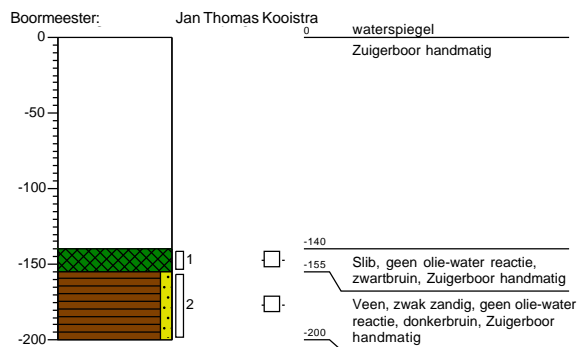 Boormeester: Jan Thomas Kooistra
0
0 waterspiegel
Zuigerboor handmatig
-50
-100
-140
-150
1
-155
Slib, geen olie-water reactie,
zwartbruin, Zuigerboor handmatig
2
Veen, zwak zandig, geen olie-water
reactie, donkerbruin, Zuigerboor
handmatig
-200
-200